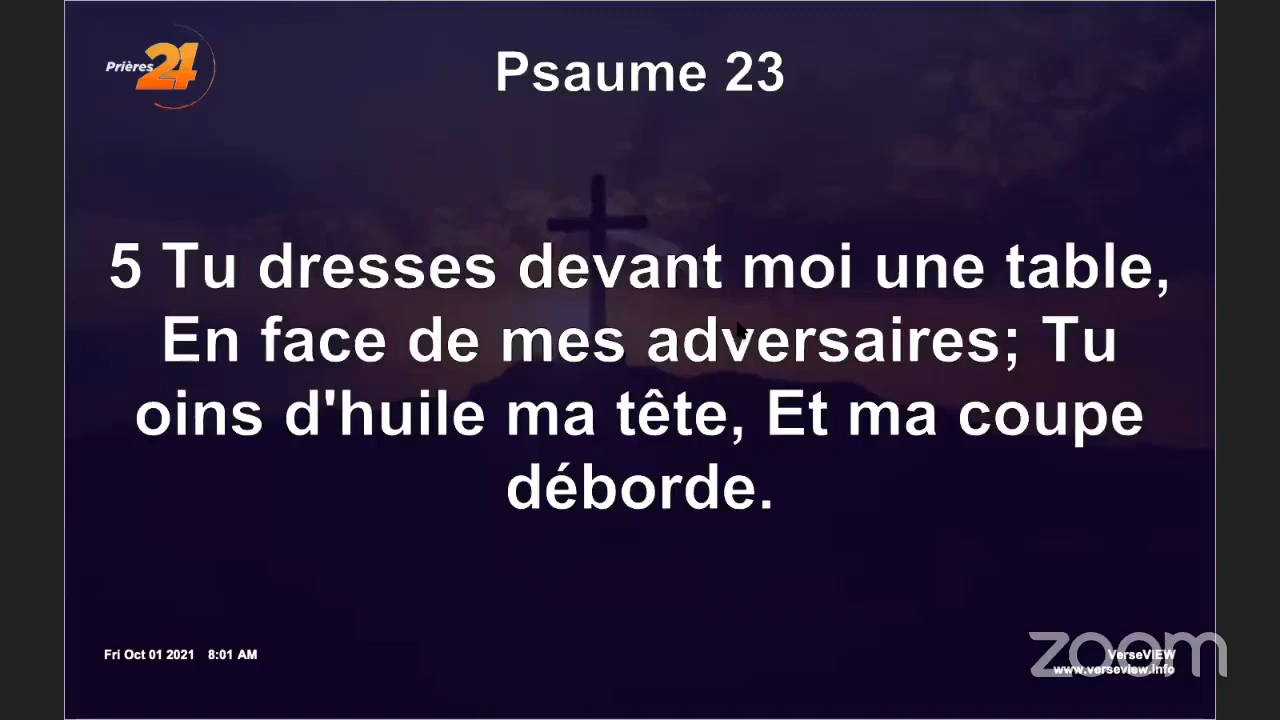 Prières 21
Psaume 23
5 Tu dresses devant moi une table,
En face de mes adversaires; Tu
oins d'huile ma tête, Et ma coupe
déborde.
Fri Oct 01 2021 8:01 AM
zoom
VerseVIEW
www.verseview.info